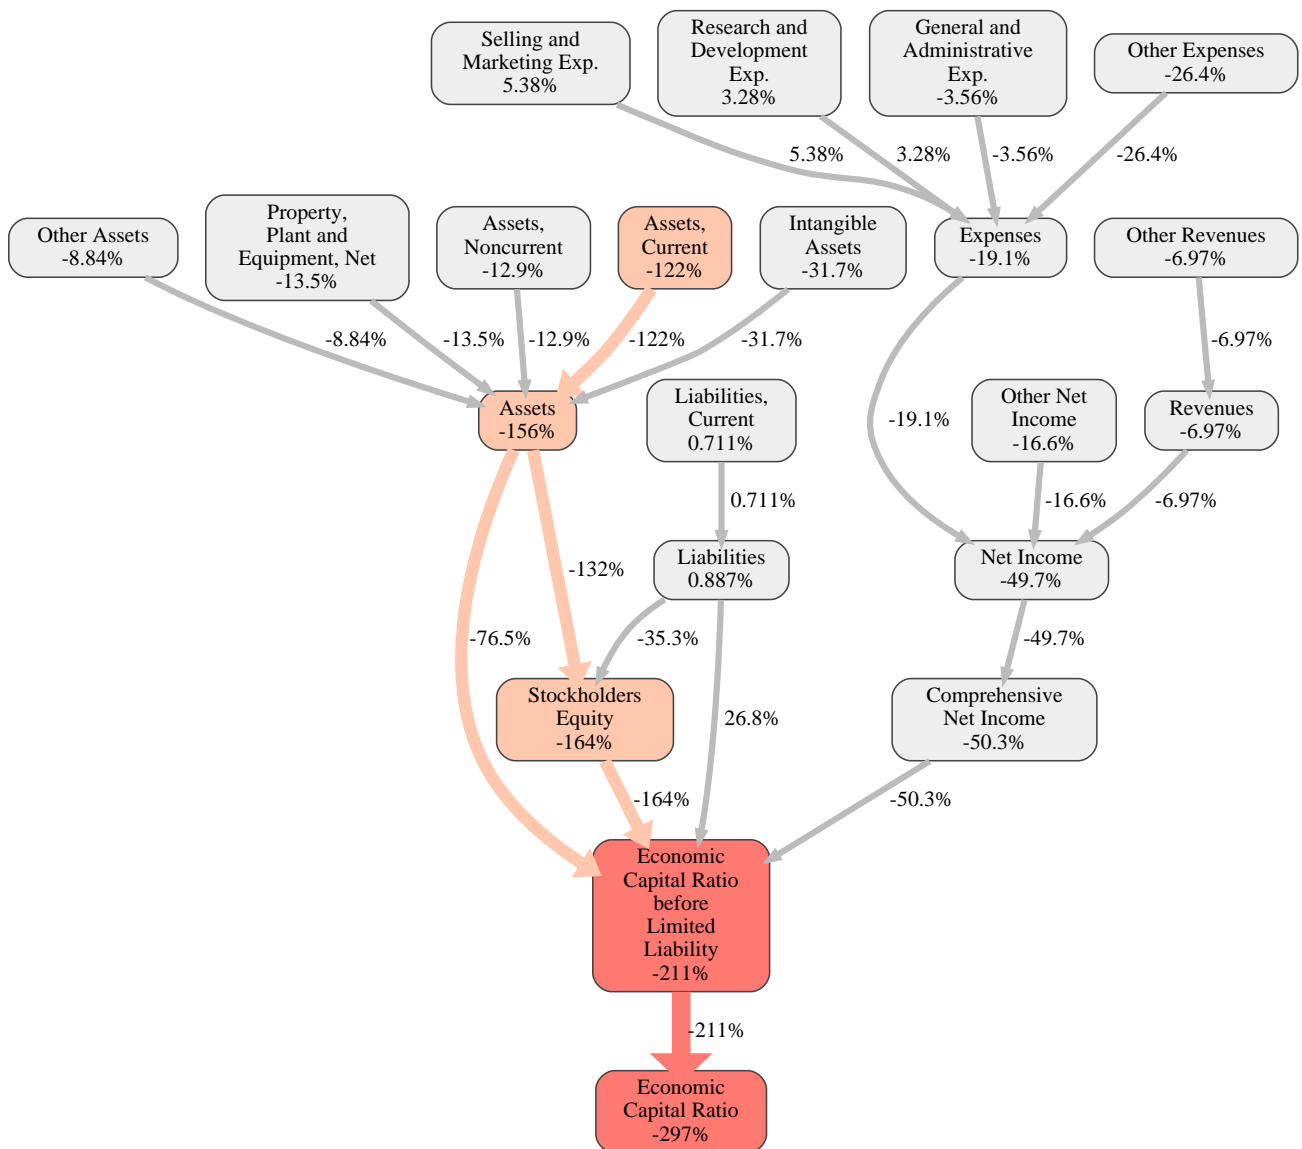 Selling and
Marketing Exp.
5.38%
Research and
Development
Exp.
3.28%
General and
Administrative
Exp.
-3.56%
Other Expenses
-26.4%
5.38%
3.28%
-3.56%
-26.4%
Other Assets
-8.84%
Property,
Plant and
Equipment, Net
-13.5%
Assets,
Noncurrent
-12.9%
Assets,
Current
-122%
Intangible
Assets
-31.7%
Expenses
-19.1%
Other Revenues
-6.97%
-8.84%
-13.5%
-12.9%
-122%
-31.7%
-6.97%
Assets
-156%
Liabilities,
Current
0.711%
-19.1%
Other Net
Income
-16.6%
Revenues
-6.97%
0.711%
-16.6%
-6.97%
-132%
Liabilities
0.887%
Net Income
-49.7%
-76.5%
-35.3%
-49.7%
Stockholders
Equity
-164%
26.8%
Comprehensive
Net Income
-50.3%
-164%
-50.3%
Economic
Capital Ratio
before
Limited
Liability
-211%
-211%
Economic
Capital Ratio
-297%